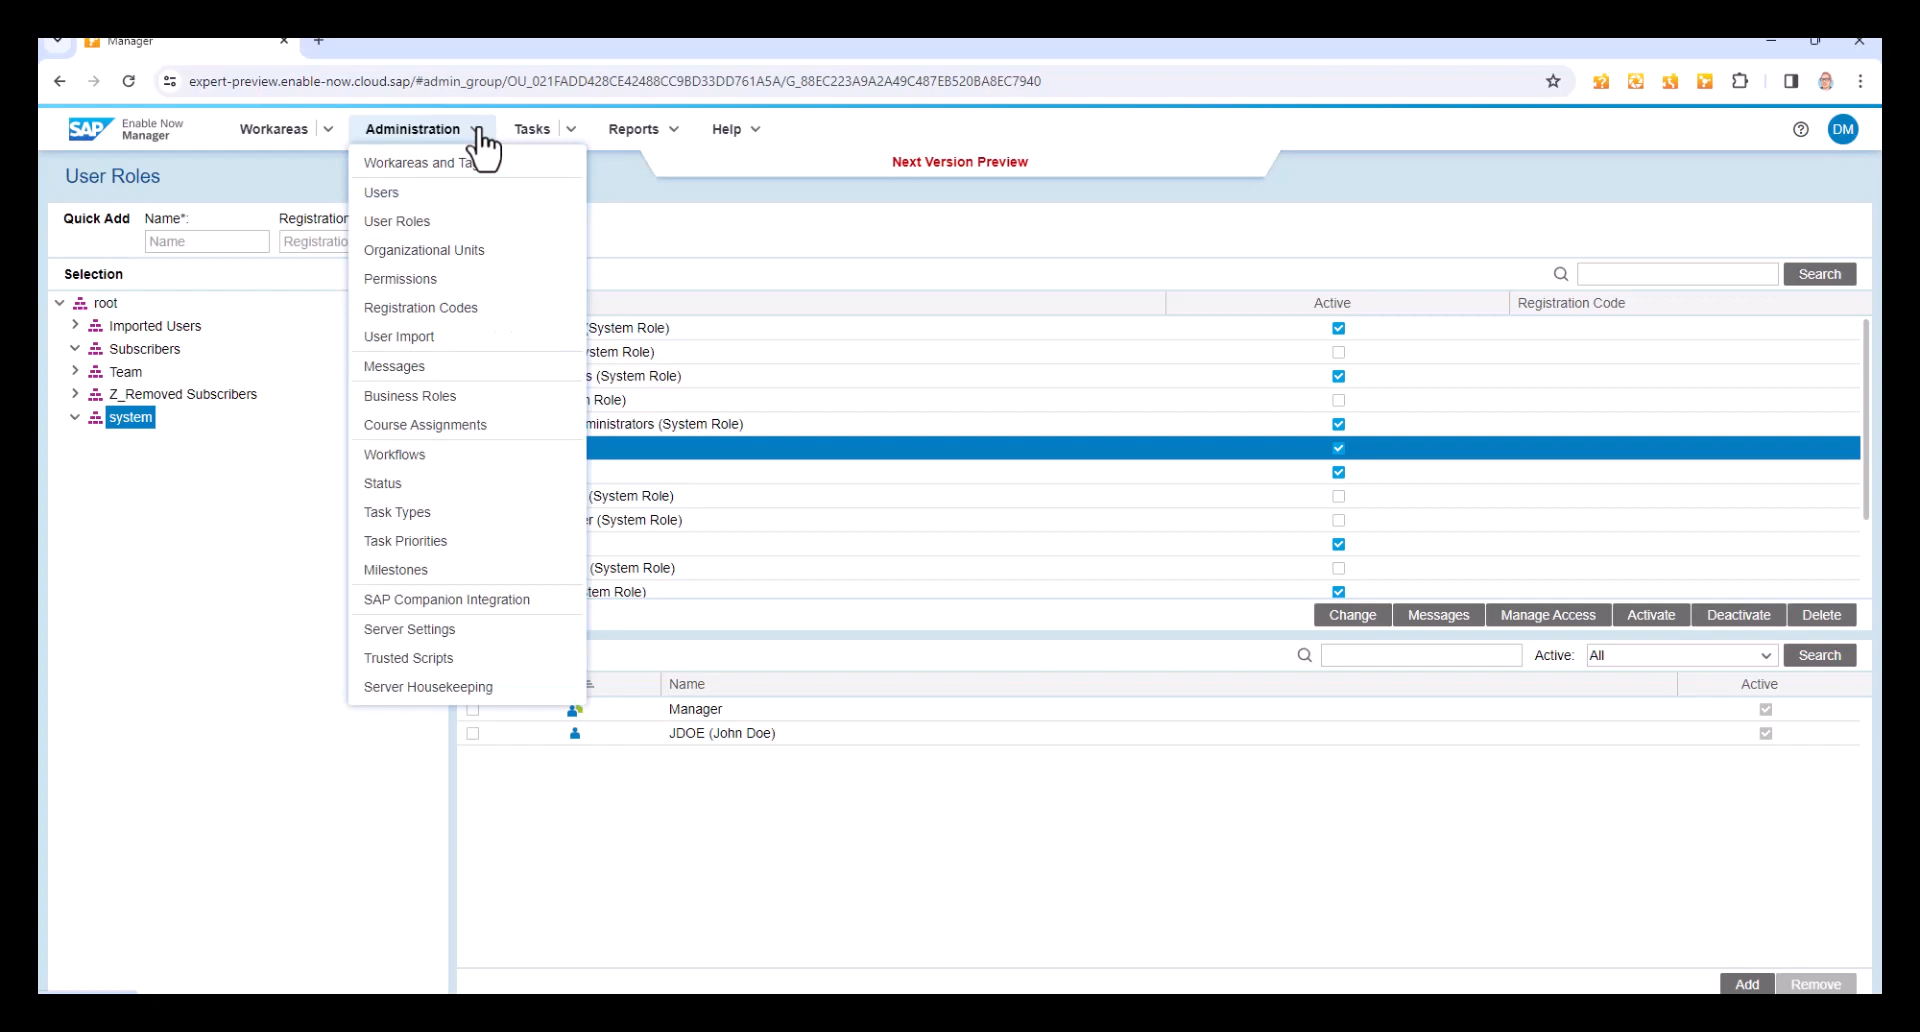 Manager
expert-preview.enable-now.cloud.sap/#admin_group/OU_021FADD428CE42488CC9BD33DD761A5A/G_88EC223A9A2A49C487EB520BA8EC7940
SAP Enable Now Manager
Workareas Administration Tasks Reports Help
DM
Next Version Preview
User Roles
Quick Add Name*: Registration
Name Registratio
Selection
root
Imported Users
Subscribers
Team
Z_Removed Subscribers
system
Workareas and Ta
Users
User Roles
Organizational Units
Permissions
Registration Codes
User Import
Messages
Business Roles
Course Assignments
Workflows
Status
Task Types
Task Priorities
Milestones
SAP Companion Integration
Server Settings
Trusted Scripts
Server Housekeeping
Search
Active Registration Code
(System Role)
stem Role)
s (System Role)
Role)
ministrators (System Role)
(System Role)
r (System Role)
(System Role)
tem Role)
Change Messages Manage Access Activate Deactivate Delete
Active: All Search
Name Active
Manager
JDOE (John Doe)
Add Remove